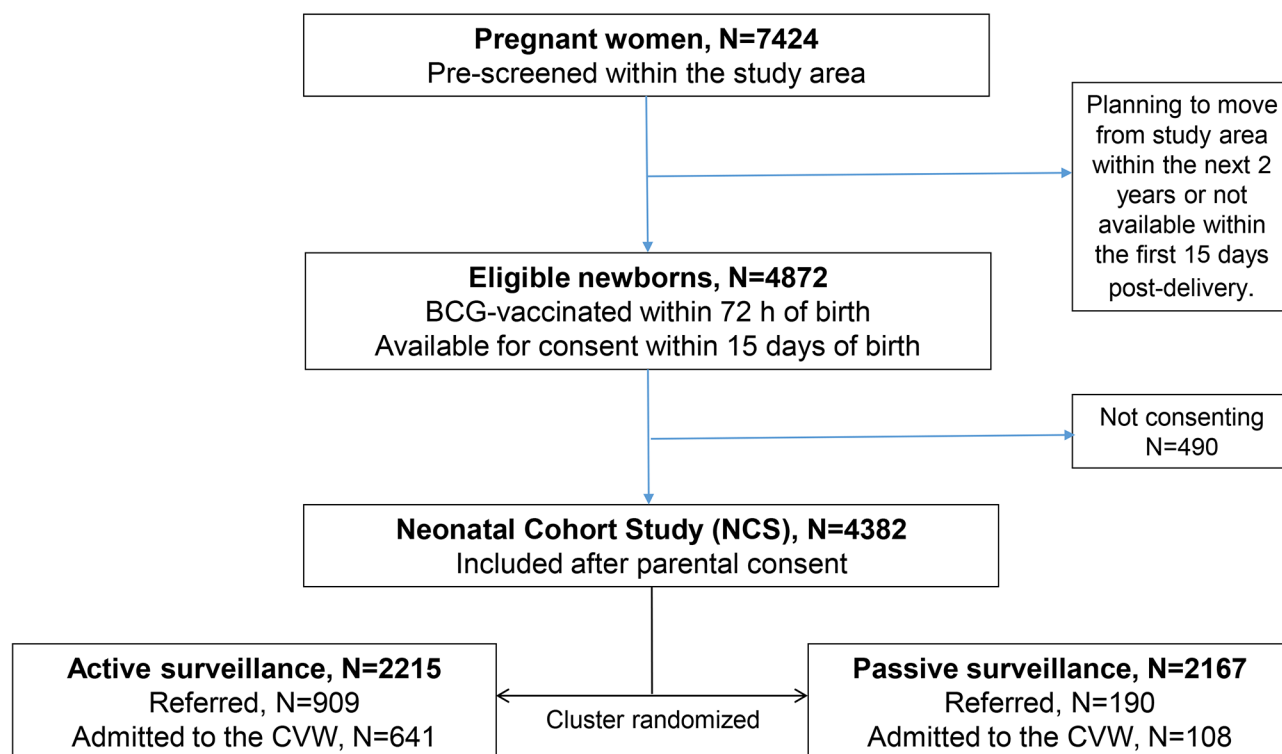 Pregnant women, N=7424
Pre-screened within the study area
Planning to move
from study area
within the next 2
years or not
available within
the first 15 days
post-delivery.
Eligible newborns, N=4872
BCG-vaccinated within 72 h of birth
Available for consent within 15 days of birth
Not consenting
N=490
Neonatal Cohort Study (NCS), N=4382
Included after parental consent
Active surveillance, N=2215
Referred, N=909
Admitted to the CVW, N=641
Cluster randomized
Passive surveillance, N=2167
Referred, N=190
Admitted to the CVW, N=108